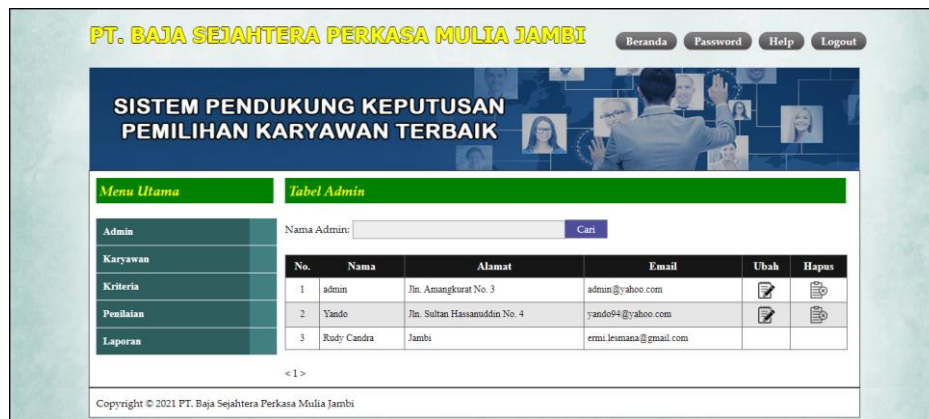 PT. BAJA SEJAHTERA PERKASA MULIA JAMBI
Beranda Password Help Logout
SISTEM PENDUKUNG KEPUTUSAN
PEMILIHAN KARYAWAN TERBAIK
Menu Utama
Admin
Karyawan
Kriteria
Penilaian
Laporan
Tabel Admin
Nama Admin: Cari
No. Nama Alamat Email Ubah Hapus
1 admin Jln. Amangkurat No. 3 admin@yahoo.com
2 Yando Jln. Sultan Hassanuddin No. 4 yando94@yahoo.com
3 Rudy Candra Jambi ermi.lesmana@gmail.com
< 1 >
Copyright © 2021 PT. Baja Sejahtera Perkasa Mulia Jambi